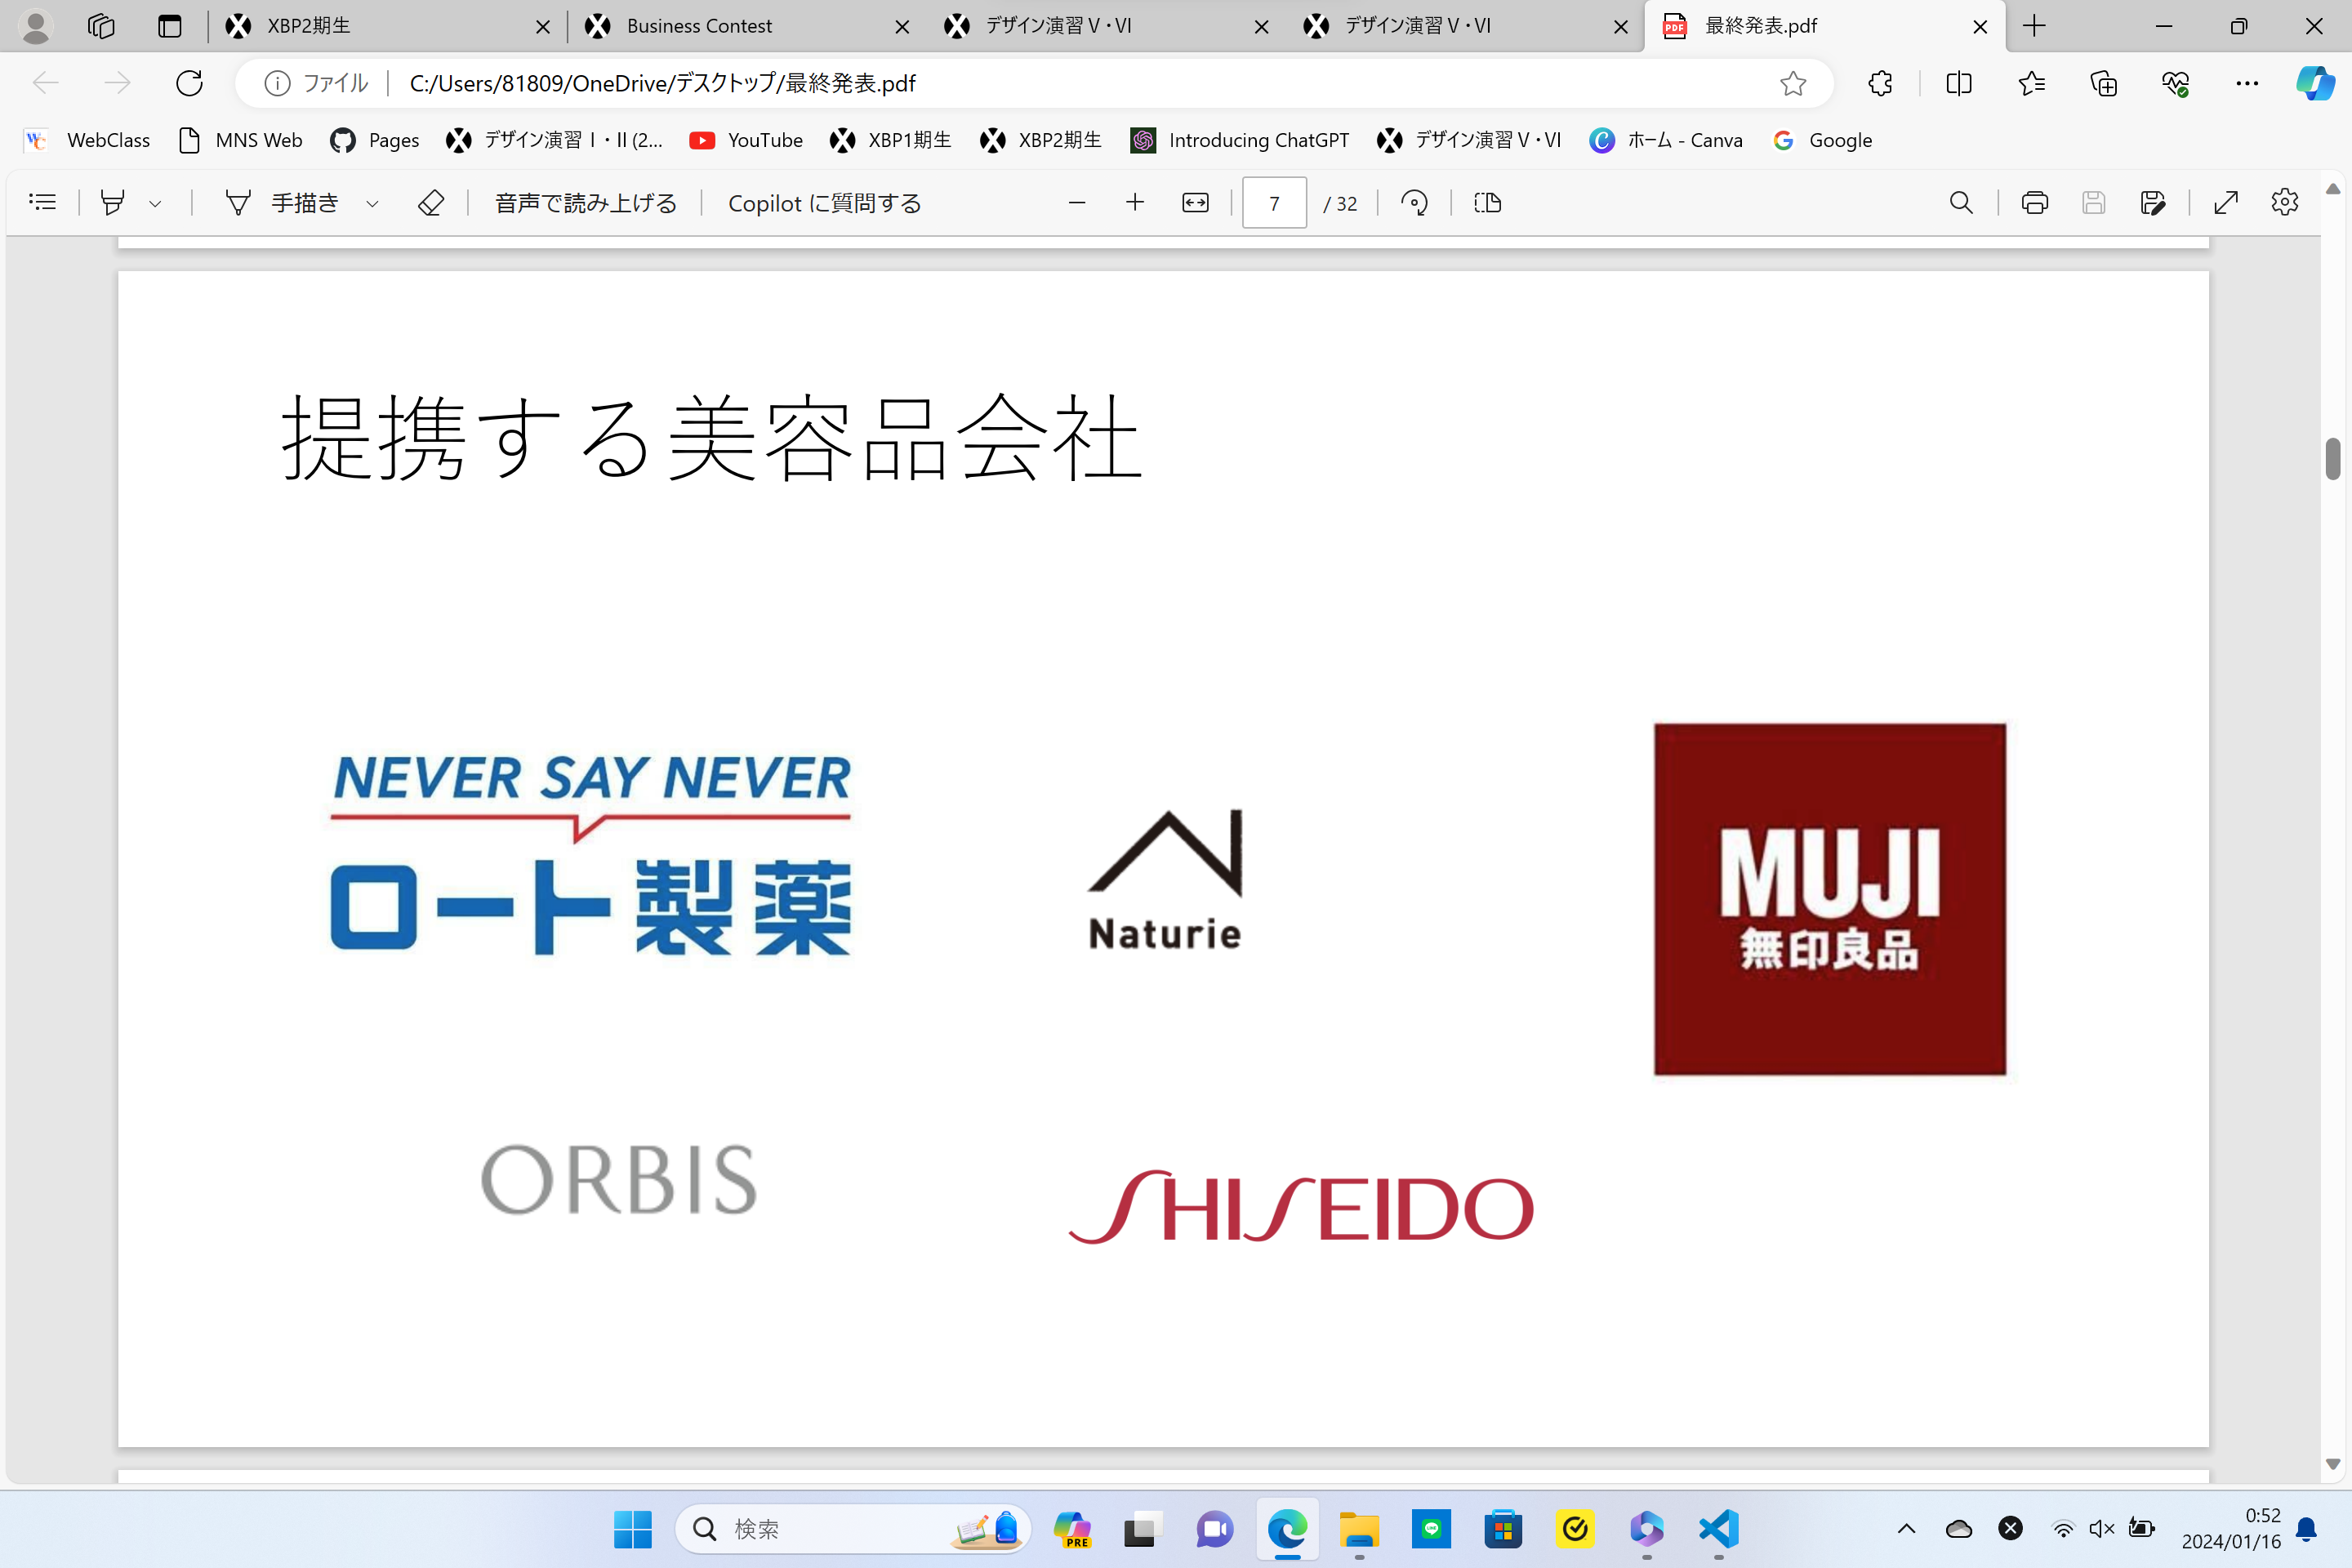 XBP2期生
Business Contest
デザイン演習Ⅴ・Ⅵ
デザイン演習Ⅴ・Ⅵ
最終発表.pdf
ファイル
C:/Users/81809/OneDrive/デスクトップ/最終発表.pdf
WebClass
MNS Web
Pages
デザイン演習Ⅰ・Ⅱ(2...
YouTube
XBP1期生
XBP2期生
Introducing ChatGPT
デザイン演習Ⅴ・Ⅵ
ホーム - Canva
Google
手描き
音声で読み上げる
Copilot に質問する
7
/ 32
提携する美容品会社
NEVER SAY NEVER
ロート製薬
Naturie
MUJI
無印良品
ORBIS
SHISEIDO
検索
PRE
0:52
2024/01/16